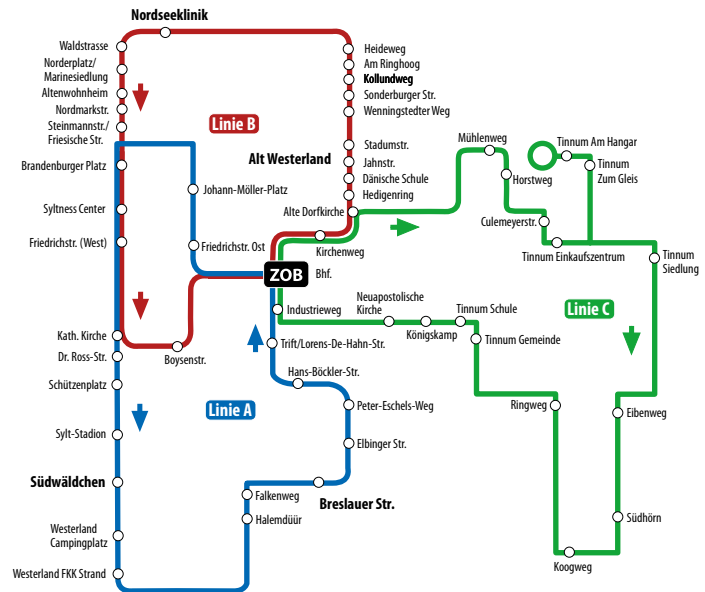 Nordseeklinik
Waldstrasse
Norderplatz/
Marinesiedlung
Altenwohnheim
Nordmarkstr.
Steinmannstr./
Friesische Str.
Brandenburger Platz
Syltness Center
Friedrichstr. (West)
Kath. Kirche
Dr. Ross-Str.
Schützenplatz
Sylt-Stadion
Südwäldchen
Westerland
Campingplatz
Westerland FKK Strand
Linie B
Alt Westerland
Johann-Möller-Platz
Friedrichstr. Ost
Boysenstr.
Linie A
Heideweg
Am Ringhoog
Kollundweg
Sonderburger Str.
Wenningstedter Weg
Stadumstr.
Jahnstr.
Dänische Schule
Hedigenring
Alte Dorfkirche
Kirchenweg
ZOB
Bhf.
Industrieweg
Trift/Lorens-De-Hahn-Str.
Hans-Böckler-Str.
Peter-Eschels-Weg
Elbinger Str.
Breslauer Str.
Falkenweg
Halemdüür
Mühlenweg
Horstweg
Culemeyerstr.
Tinnum Am Hangar
Tinnum
Zum Gleis
Tinnum Einkaufszentrum
Tinnum
Siedlung
Linie C
Neuapostolische
Kirche
Königskamp
Tinnum Schule
Tinnum Gemeinde
Ringweg
Eibenweg
Südhörn
Koogweg